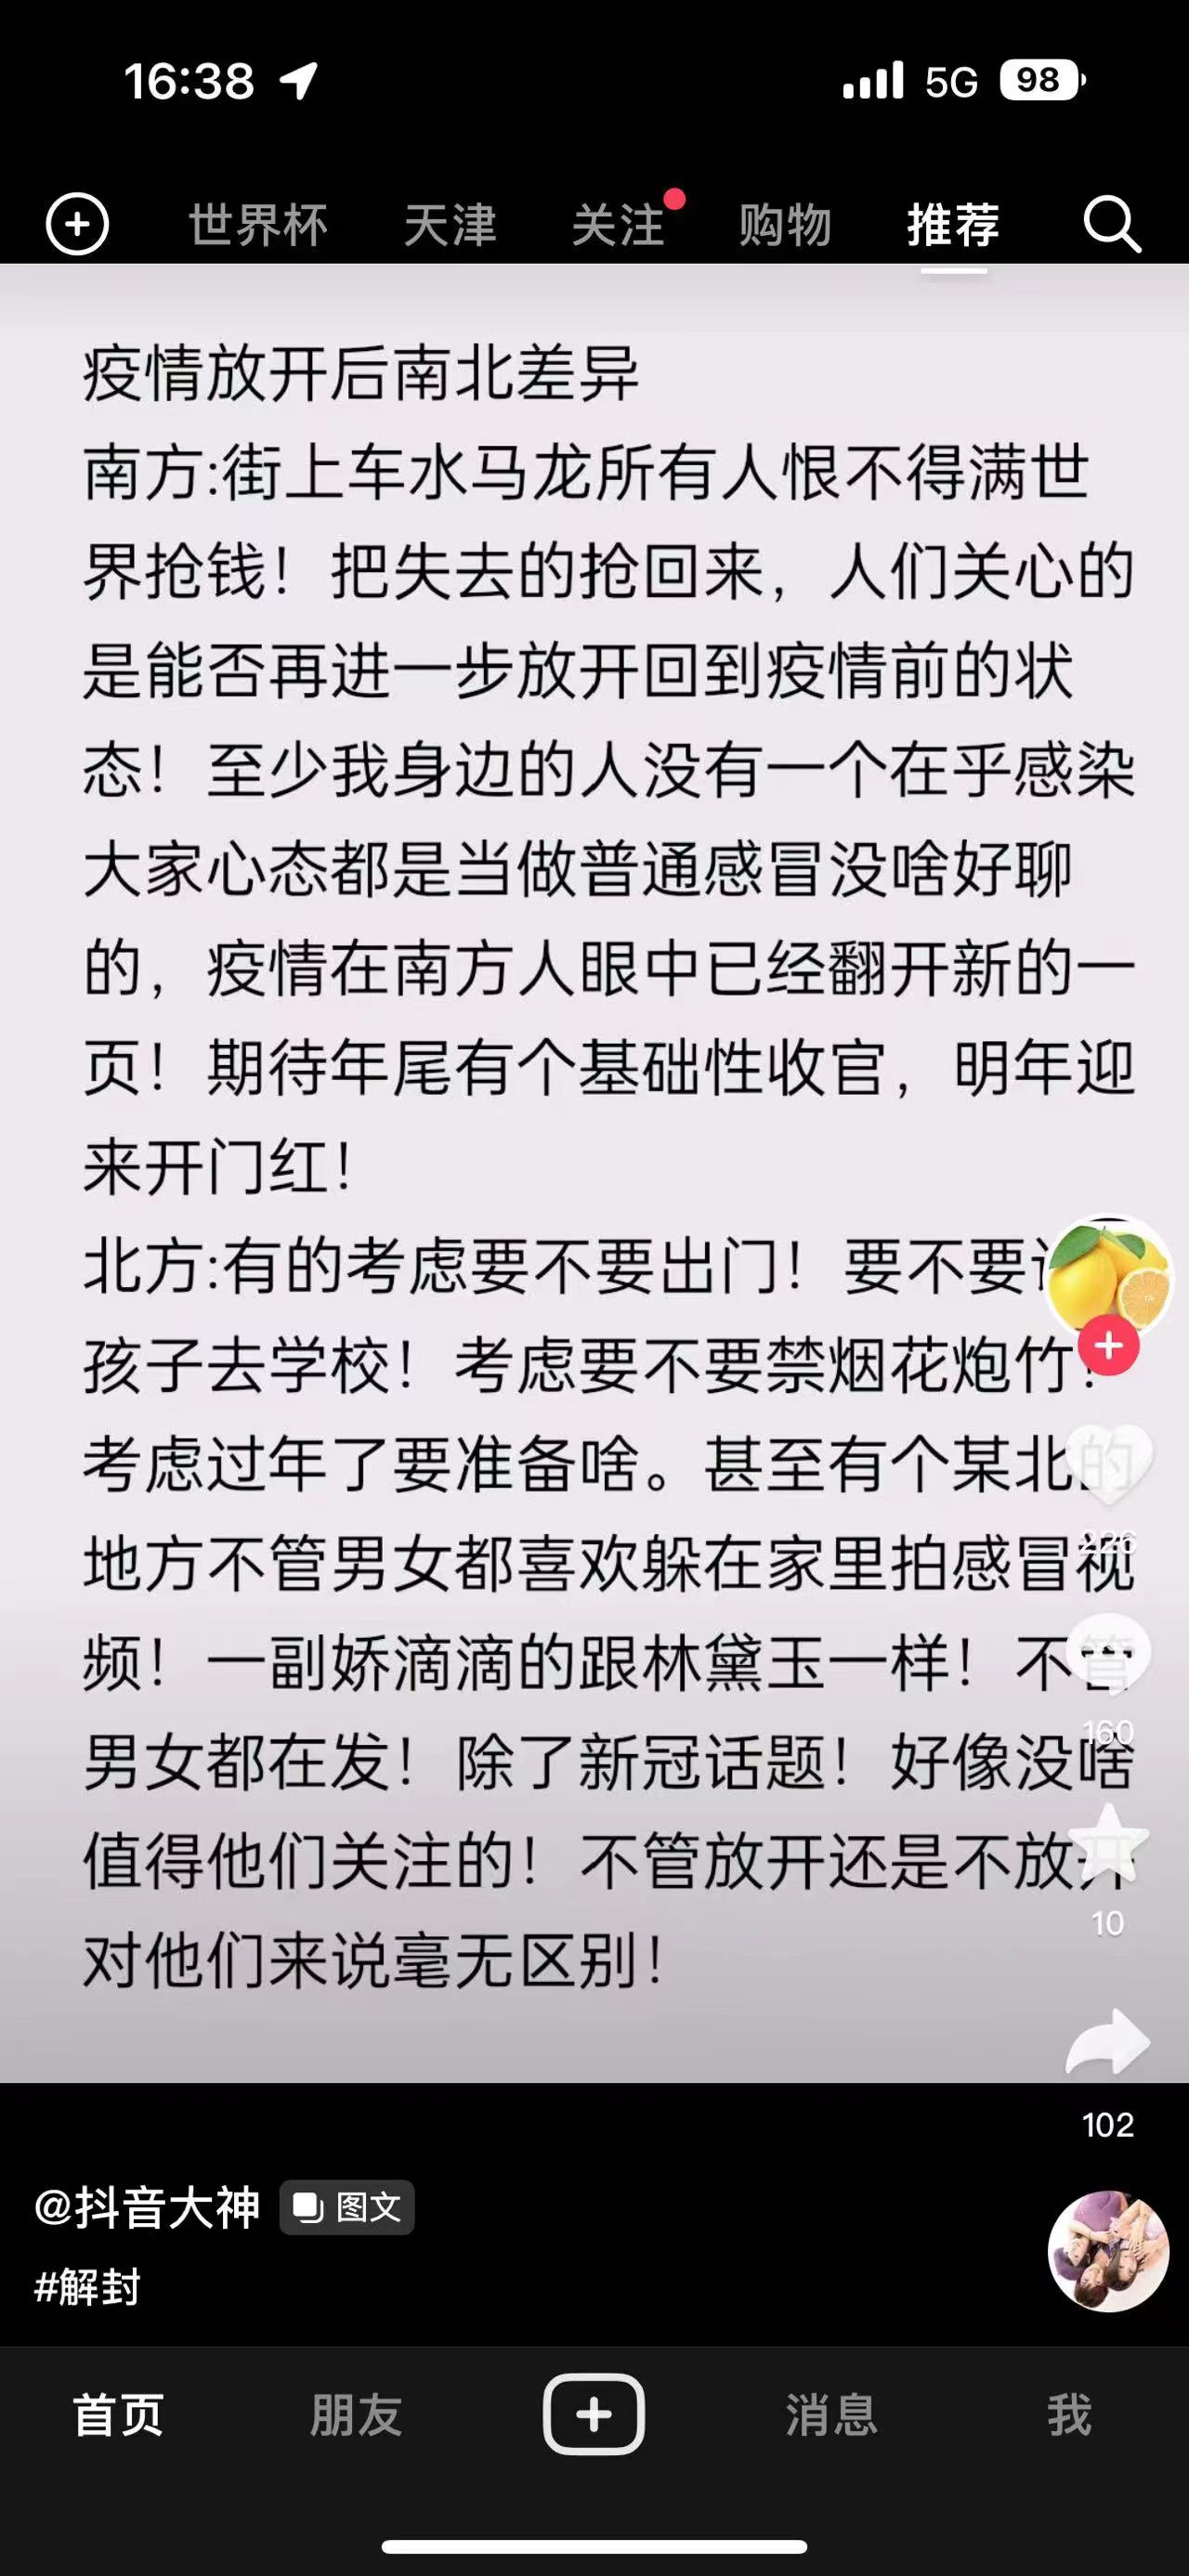 16:38 5G 98
世界杯 天津 关注 购物 推荐
疫情放开后南北差异
南方:街上车水马龙所有人恨不得满世
界抢钱！把失去的抢回来，人们关心的
是能否再进一步放开回到疫情前的状
态！至少我身边的人没有一个在乎感染
大家心态都是当做普通感冒没啥好聊
的，疫情在南方人眼中已经翻开新的一
页！期待年尾有个基础性收官，明年迎
来开门红！
北方:有的考虑要不要出门！要不要
孩子去学校！考虑要不要禁烟花炮竹！
考虑过年了要准备啥。甚至有个某北的
地方不管男女都喜欢躲在家里拍感冒视
频！一副娇滴滴的跟林黛玉一样！不管
男女都在发！除了新冠话题！好像没啥
值得他们关注的！不管放开还是不放开
对他们来说毫无区别！
226
160
10
102
@抖音大神 图文
#解封
首页 朋友 消息 我